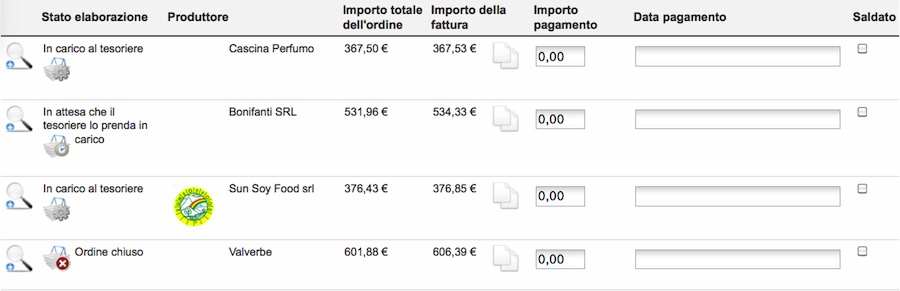 Stato elaborazione Produttore Importo totale dell'ordine Importo della fattura Importo pagamento Data pagamento Saldato
In carico al tesoriere Cascina Perfumo 367,50 € 367,53 € 0,00
In attesa che il tesoriere lo prenda in carico Bonifanti SRL 531,96 € 534,33 € 0,00
In carico al tesoriere Sun Soy Food srl 376,43 € 376,85 € 0,00
Ordine chiuso Valverbe 601,88 € 606,39 € 0,00